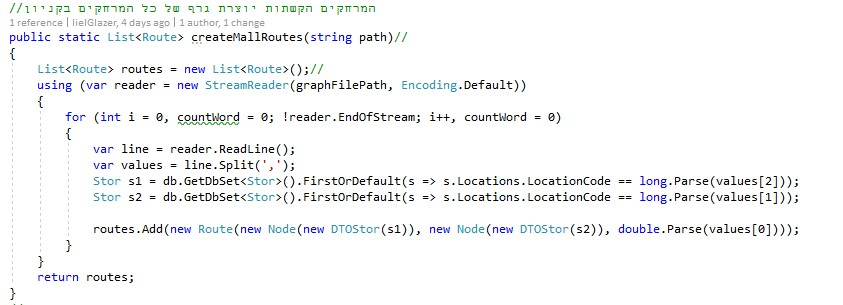 //המרחקים הקשתות יוצרת גרף של כל המרחקים בקניון
1 reference | lielGlazer, 4 days ago | 1 author, 1 change
public static List<Route> createMallRoutes(string path)//
{
List<Route> routes = new List<Route>();//
using (var reader = new StreamReader(graphFilePath, Encoding.Default))
{
for (int i = 0, countWord = 0; !reader.EndOfStream; i++, countWord = 0)
{
var line = reader.ReadLine();
var values = line.Split(',');
Stor s1 = db.GetDbSet<Stor>().FirstOrDefault(s => s.Locations.LocationCode == long.Parse(values[2]));
Stor s2 = db.GetDbSet<Stor>().FirstOrDefault(s => s.Locations.LocationCode == long.Parse(values[1]));
routes.Add(new Route(new Node(new DTOStor(s1)), new Node(new DTOStor(s2)), double.Parse(values[0])));
}
}
return routes;
}